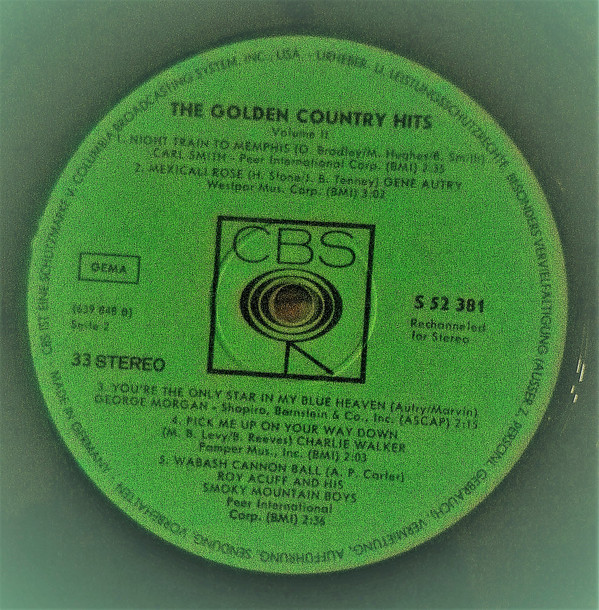 THE GOLDEN COUNTRY HITS
Volume II
1. NIGHT TRAIN TO MEMPHIS (O. Bradley/M. Hughes/B. Smith)
CARL SMITH - Peer International Corp. (BMI) 2:35
2. MEXICALI ROSE (H. Stone/J. B. Tenney) GENE AUTRY
Westpar Mus. Corp. (BMI) 3:02
CBS
GEMA
(639 848 B)
Seite 2
33 STEREO
S 52 381
Rechanneled
for Stereo
3. YOU'RE THE ONLY STAR IN MY BLUE HEAVEN (Autry/Marvin)
GEORGE MORGAN - Shapiro, Bernstein & Co., Inc. (ASCAP) 2:15
4. PICK ME UP ON YOUR WAY DOWN
(M. B. Levy/B. Reeves) CHARLIE WALKER
Pamper Mus., Inc. (BMI) 2:03
5. WABASH CANNON BALL (A. P. Carter)
ROY ACUFF AND HIS
SMOKY MOUNTAIN BOYS
Peer International
Corp. (BMI) 2:36
MADE IN GERMANY
CBS IST EINE SCHUTZMARKE V. COLUMBIA BROADCASTING SYSTEM, INC., USA. - URHEBER- U. LEISTUNGSSCHUTZRECHTE, BESONDERS VERVIELFÄLTIGUNG (AUSSER Z. PERSÖNL. GEBRAUCH), VERMIETUNG, AUFFÜHRUNG, SENDUNG, VORBEHALTEN